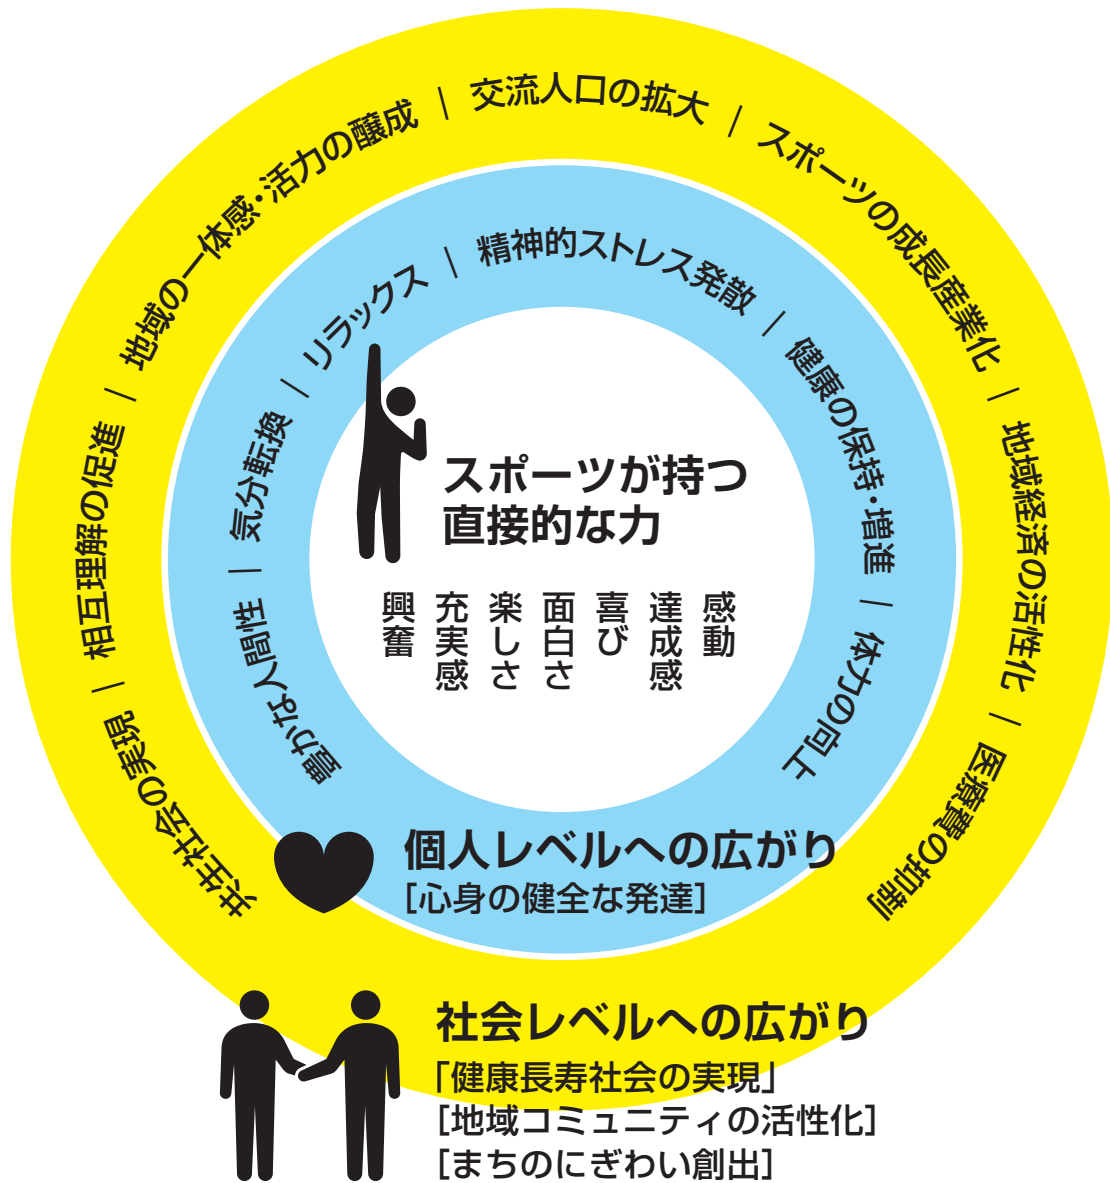 共生社会の実現 | 相互理解の促進 | 地域の一体感・活力の醸成 | 交流人口の拡大 | スポーツの成長産業化 | 地域経済の活性化 | 医療費の抑制
豊かな人間性 | 気分転換 | リラックス | 精神的ストレス発散 | 健康の保持・増進 | 体力の向上
スポーツが持つ
直接的な力
感動
達成感
喜び
面白さ
楽しさ
充実感
興奮
個人レベルへの広がり
[心身の健全な発達]
社会レベルへの広がり
「健康長寿社会の実現」
[地域コミュニティの活性化]
[まちのにぎわい創出]